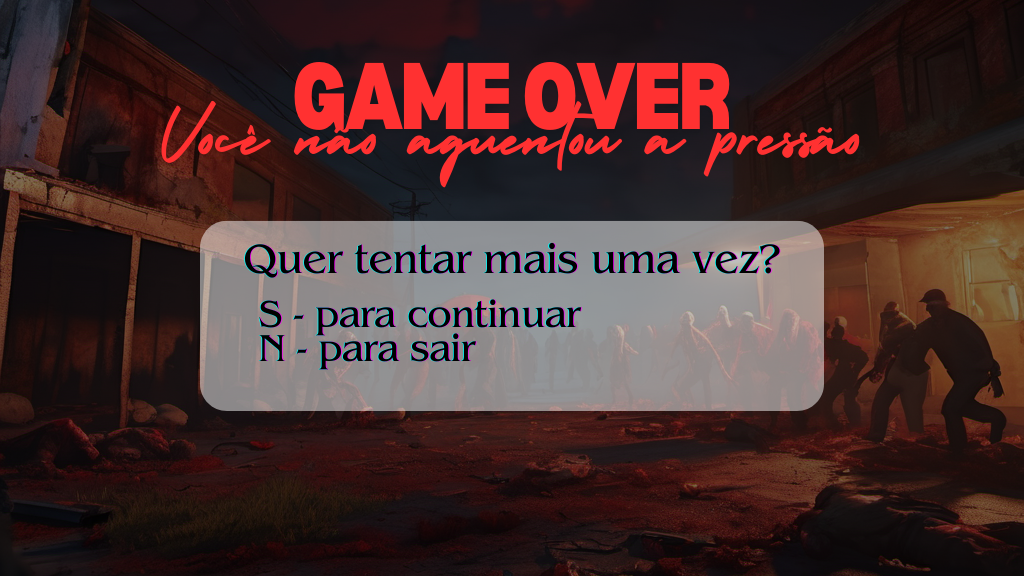 GAME OVER
Você não aguentou a pressão
Quer tentar mais uma vez?
S - para continuar
N - para sair